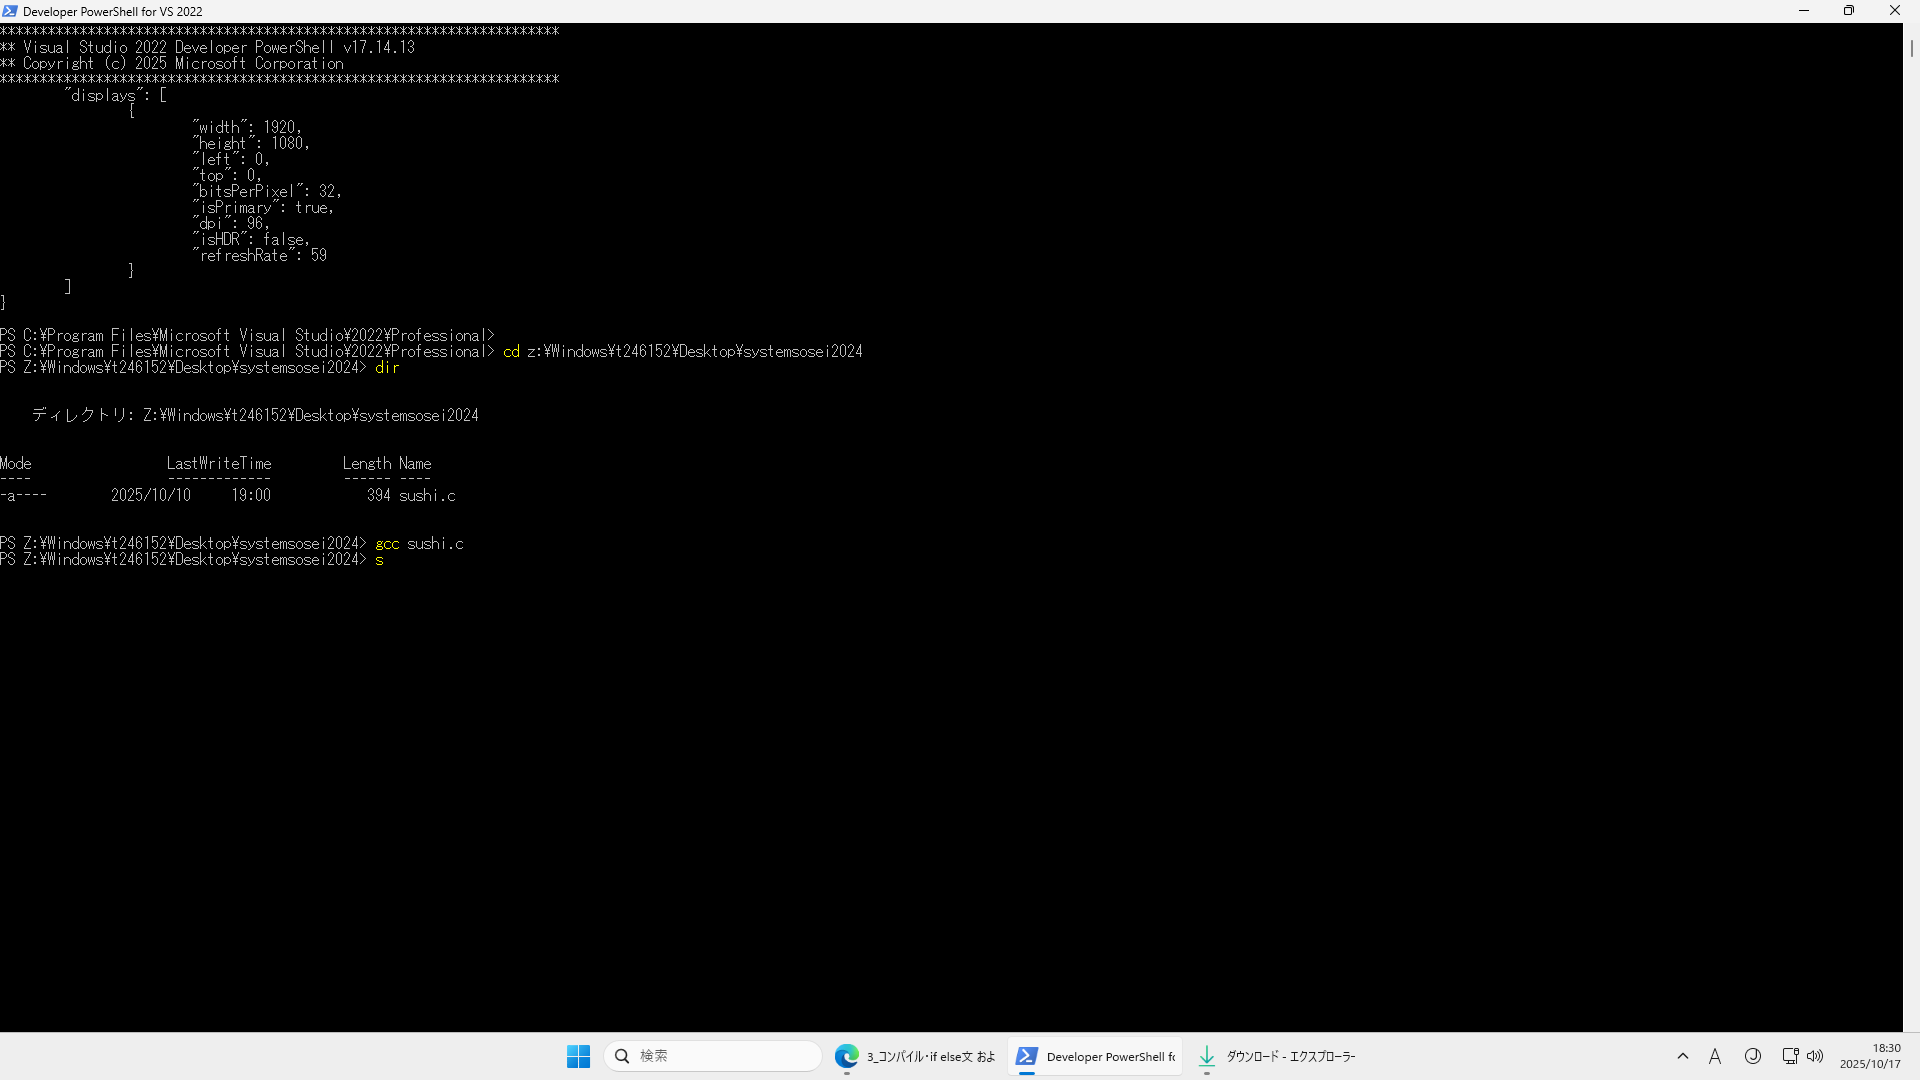 Developer PowerShell for VS 2022
**********************************************************************
** Visual Studio 2022 Developer PowerShell v17.14.13
** Copyright (c) 2025 Microsoft Corporation
**********************************************************************
"displays": [
{
"width": 1920,
"height": 1080,
"left": 0,
"top": 0,
"bitsPerPixel": 32,
"isPrimary": true,
"dpi": 96,
"isHDR": false,
"refreshRate": 59
}
]
}
PS C:¥Program Files¥Microsoft Visual Studio¥2022¥Professional>
PS C:¥Program Files¥Microsoft Visual Studio¥2022¥Professional> cd z:¥Windows¥t246152¥Desktop¥systemsosei2024
PS Z:¥Windows¥t246152¥Desktop¥systemsosei2024> dir
ディレクトリ: Z:¥Windows¥t246152¥Desktop¥systemsosei2024
Mode LastWriteTime Length Name
---- ------------- ------ ----
-a---- 2025/10/10 19:00 394 sushi.c
PS Z:¥Windows¥t246152¥Desktop¥systemsosei2024> gcc sushi.c
PS Z:¥Windows¥t246152¥Desktop¥systemsosei2024> s
検索
3_コンパイル・if else文 およ
Developer PowerShell fo
ダウンロード - エクスプローラー
A
18:30
2025/10/17